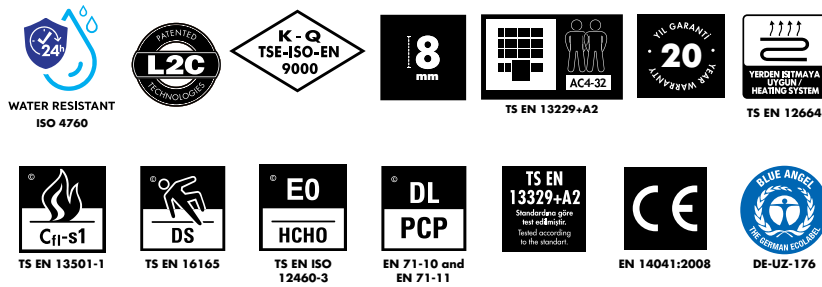 24h
WATER RESISTANT
ISO 4760
PATENTED
L2C
TECHNOLOGIES
K - Q
TSE-ISO-EN
9000
8
mm
AC4-32
TS EN 13229+A2
YIL GARANTİ
20
YEAR WARRANTY
YERDEN ISITMAYA
UYGUN /
HEATING SYSTEM
TS EN 12664
©
Cfl-s1
TS EN 13501-1
©
DS
TS EN 16165
©
E0
HCHO
TS EN ISO
12460-3
©
DL
PCP
EN 71-10 and
EN 71-11
TS EN
13329+A2
Standardına göre
test edilmiştir.
Tested according
to the standart.
CE
EN 14041:2008
BLUE ANGEL
THE GERMAN ECOLABEL
DE-UZ-176